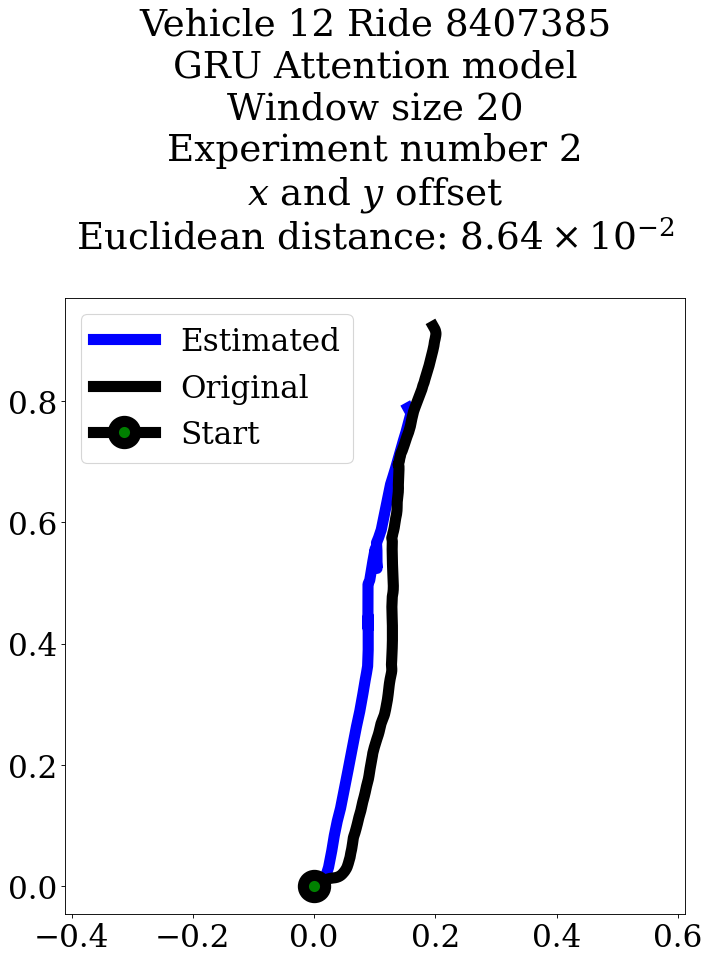 Vehicle 12 Ride 8407385
GRU Attention model
Window size 20
Experiment number 2
x and y offset
Euclidean distance: 8.64 × 10⁻²
Estimated
Original
Start
0.8
0.6
0.4
0.2
0.0
−0.4 −0.2 0.0 0.2 0.4 0.6